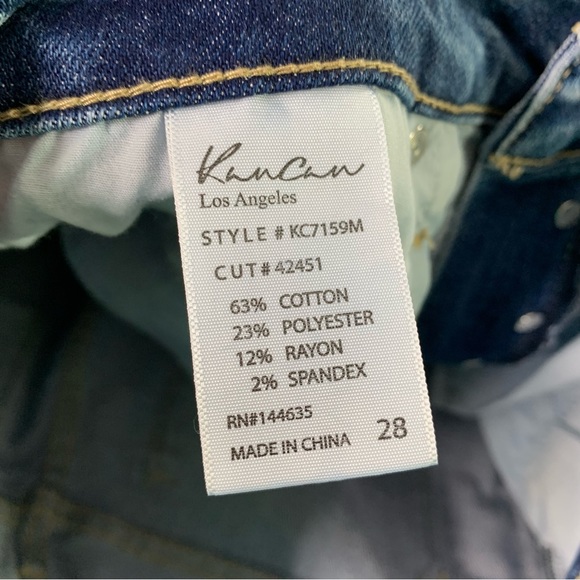 KanCan
Los Angeles
STYLE # KC7159M
CUT# 42451
63% COTTON
23% POLYESTER
12% RAYON
2% SPANDEX
RN#144635
MADE IN CHINA 28